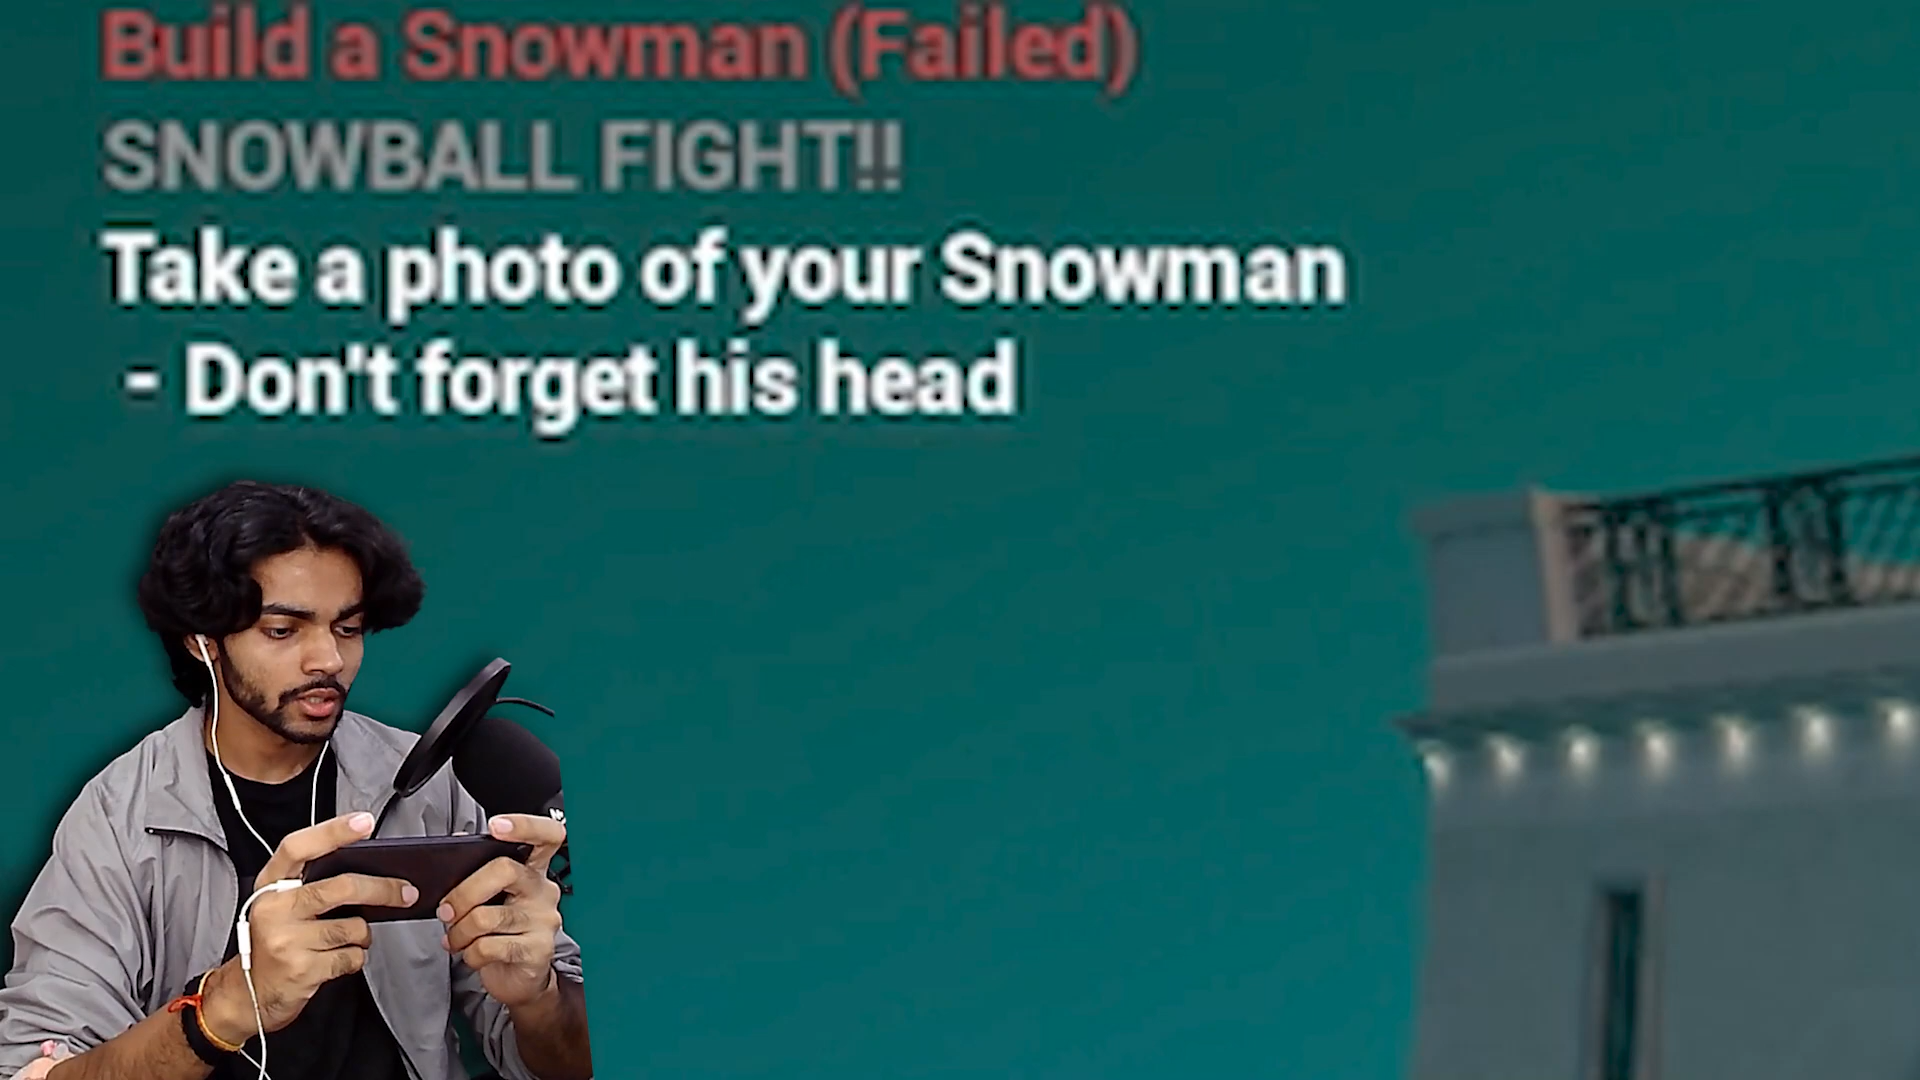 Build a Snowman (Failed)
SNOWBALL FIGHT!!
Take a photo of your Snowman
- Don't forget his head